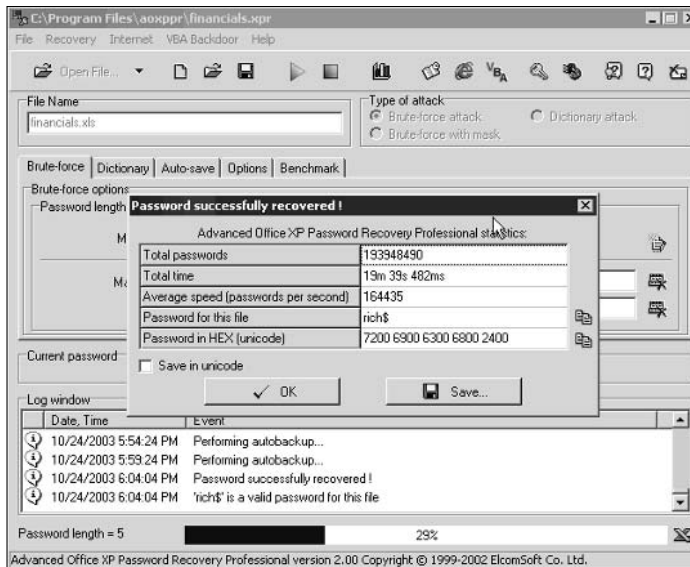 C:\Program Files\aoxppr\financials.xpr
File Recovery Internet VBA Backdoor Help
Open File...
VBA
File Name
financials.xls
Type of attack
Brute-force attack
Dictionary attack
Brute-force with mask
Brute-force Dictionary Auto-save Options Benchmark
Brute-force options
Password length
M
Ma
Password successfully recovered !
Advanced Office XP Password Recovery Professional statistics:
Total passwords 193948490
Total time 19m 39s 482ms
Average speed (passwords per second) 164435
Password for this file rich$
Password in HEX (unicode) 7200 6900 6300 6800 2400
Save in unicode
OK
Save...
Current password
Log window
Date, Time Event
10/24/2003 5:54:24 PM Performing autobackup...
10/24/2003 5:59:24 PM Performing autobackup...
10/24/2003 6:04:04 PM Password successfully recovered !
10/24/2003 6:04:04 PM 'rich$' is a valid password for this file
Password length = 5
29%
Advanced Office XP Password Recovery Professional version 2.00 Copyright © 1999-2002 ElcomSoft Co. Ltd.